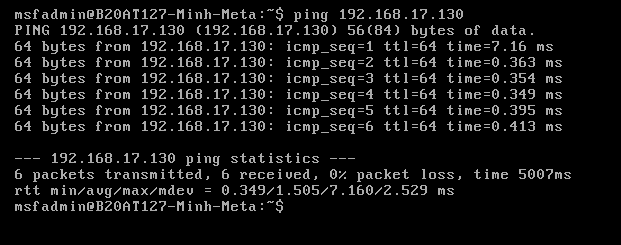 msfadmin@B20AT127-Minh-Meta:~$ ping 192.168.17.130
PING 192.168.17.130 (192.168.17.130) 56(84) bytes of data.
64 bytes from 192.168.17.130: icmp_seq=1 ttl=64 time=7.16 ms
64 bytes from 192.168.17.130: icmp_seq=2 ttl=64 time=0.363 ms
64 bytes from 192.168.17.130: icmp_seq=3 ttl=64 time=0.354 ms
64 bytes from 192.168.17.130: icmp_seq=4 ttl=64 time=0.349 ms
64 bytes from 192.168.17.130: icmp_seq=5 ttl=64 time=0.395 ms
64 bytes from 192.168.17.130: icmp_seq=6 ttl=64 time=0.413 ms
--- 192.168.17.130 ping statistics ---
6 packets transmitted, 6 received, 0% packet loss, time 5007ms
rtt min/avg/max/mdev = 0.349/1.505/7.160/2.529 ms
msfadmin@B20AT127-Minh-Meta:~$